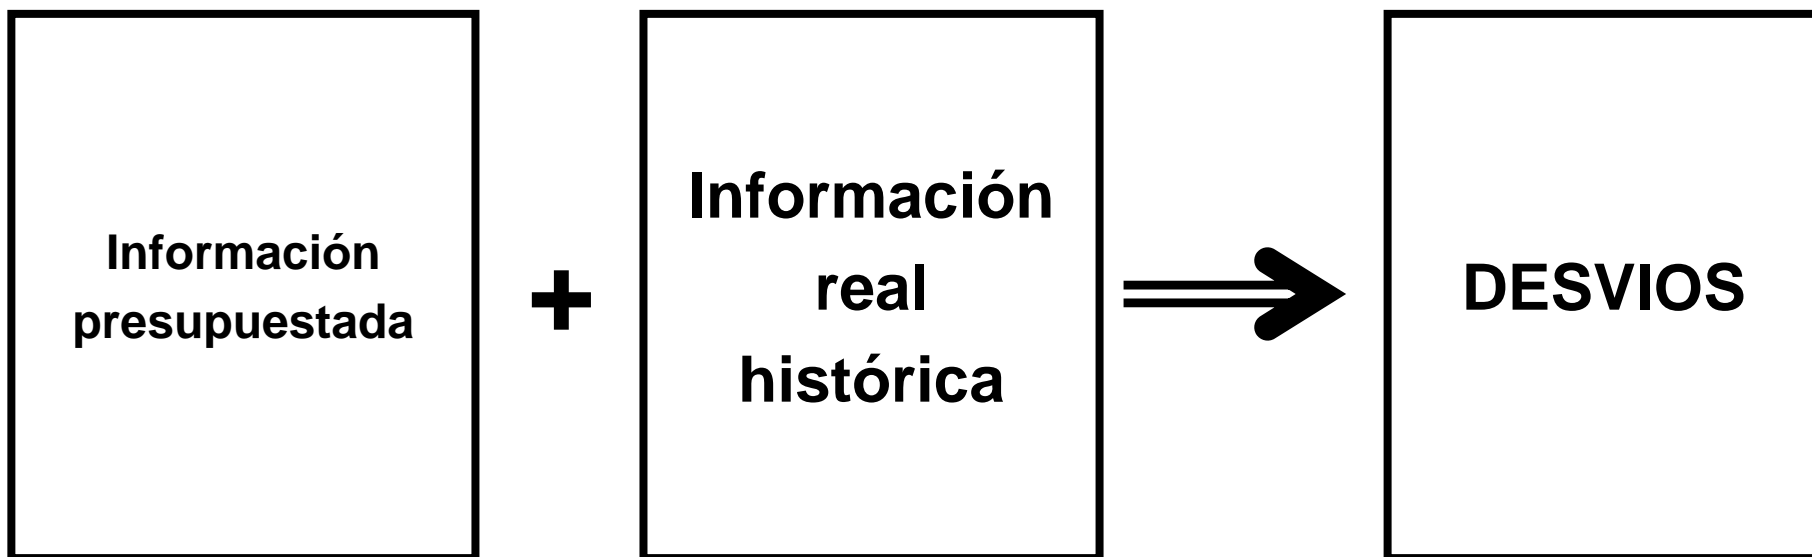 Información
presupuestada
+
Información
real
histórica
DESVIOS